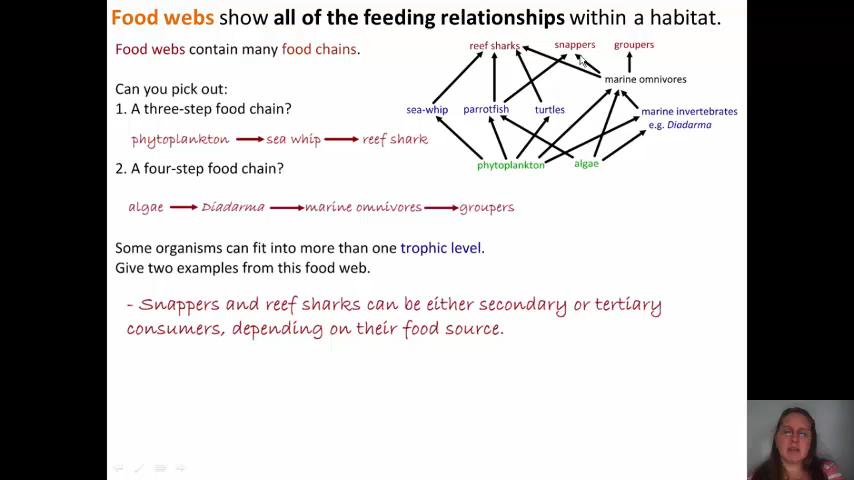 Food webs show all of the feeding relationships within a habitat.
Food webs contain many food chains.
Can you pick out:
1. A three-step food chain?
phytoplankton sea whip reef shark
2. A four-step food chain?
algae Diadarma marine omnivores groupers
Some organisms can fit into more than one trophic level.
Give two examples from this food web.
- Snappers and reef sharks can be either secondary or tertiary
consumers, depending on their food source.
reef sharks snappers groupers
marine omnivores
sea-whip parrotfish turtles marine invertebrates
e.g. Diadarma
phytoplankton algae